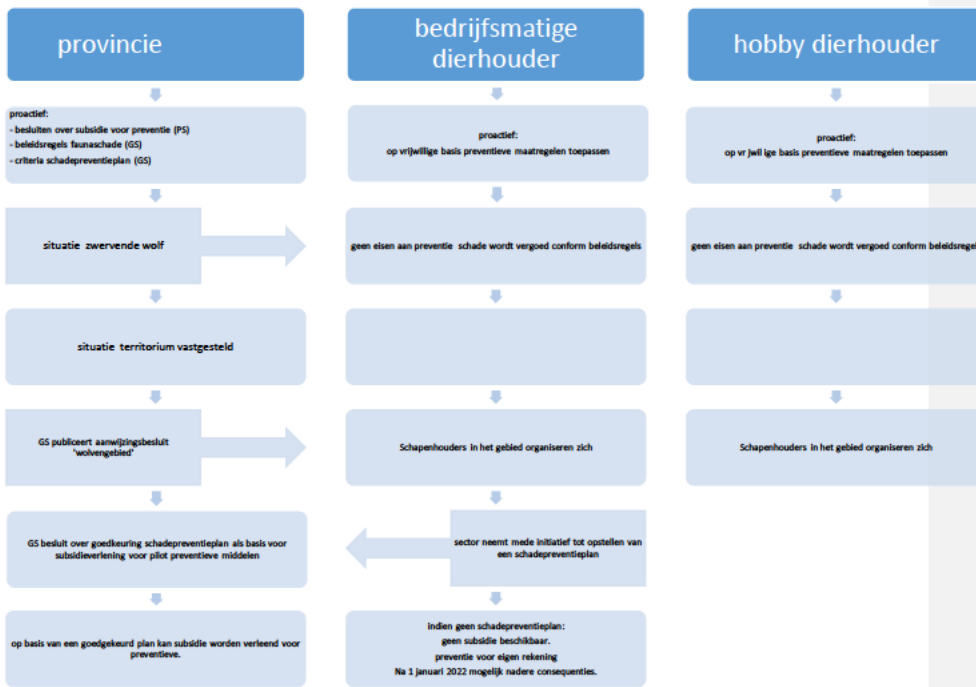 provincie
bedrijfsmatige
dierhouder
hobby dierhouder
proactief:
- besluiten over subsidie voor preventie (PS)
- beleidsregels faunaschade (GS)
- criteria schadepreventieplan (GS)
proactief:
op vrijwillige basis preventieve maatregelen toepassen
proactief:
op vr jwil ige basis preventieve maatregelen toepassen
situatie zwervende wolf
geen eisen aan preventie schade wordt vergoed conform beleidsregels
geen eisen aan preventie schade wordt vergoed conform beleidsregel
situatie territorium vastgesteld
GS publiceert aanwijzingsbesluit
'wolvengebied'
Schapenhouders in het gebied organiseren zich
Schapenhouders in het gebied organiseren zich
GS besluit over goedkeuring schadepreventieplan als basis voor
subsidieverlening voor pilot preventieve middelen
sector neemt mede initiatief tot opstellen van
een schadepreventieplan
op basis van een goedgekeurd plan kan subsidie worden verleend voor
preventieve.
indien geen schadepreventieplan:
geen subsidie beschikbaar.
preventie voor eigen rekening
Na 1 januari 2022 mogelijk nadere consequenties.